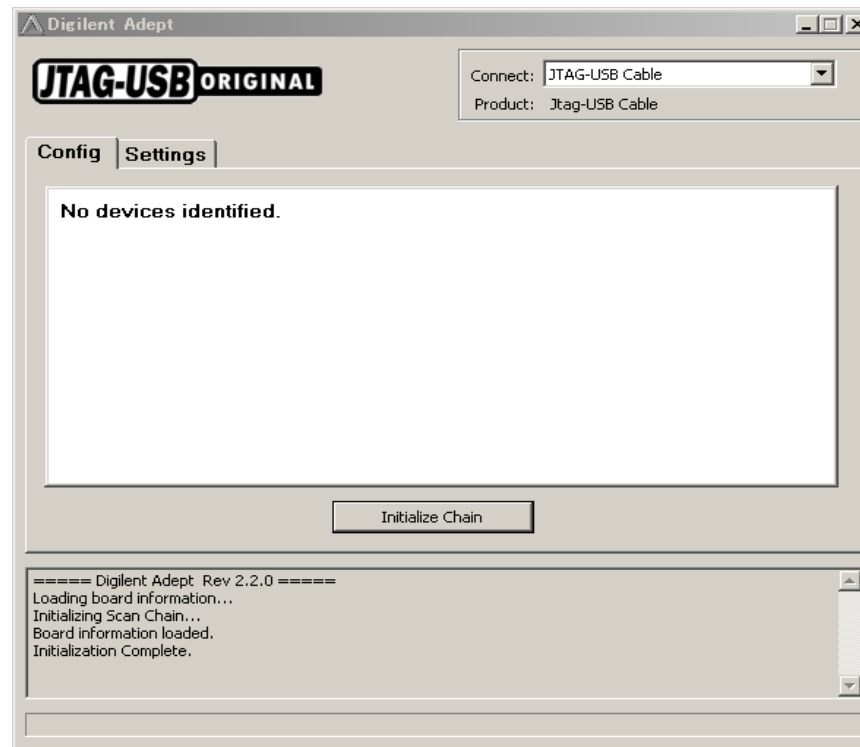 Digilent Adept
JTAG-USB ORIGINAL
Connect: JTAG-USB Cable
Product: Jtag-USB Cable
Config Settings
No devices identified.
Initialize Chain
===== Digilent Adept Rev 2.2.0 =====
Loading board information...
Initializing Scan Chain...
Board information loaded.
Initialization Complete.